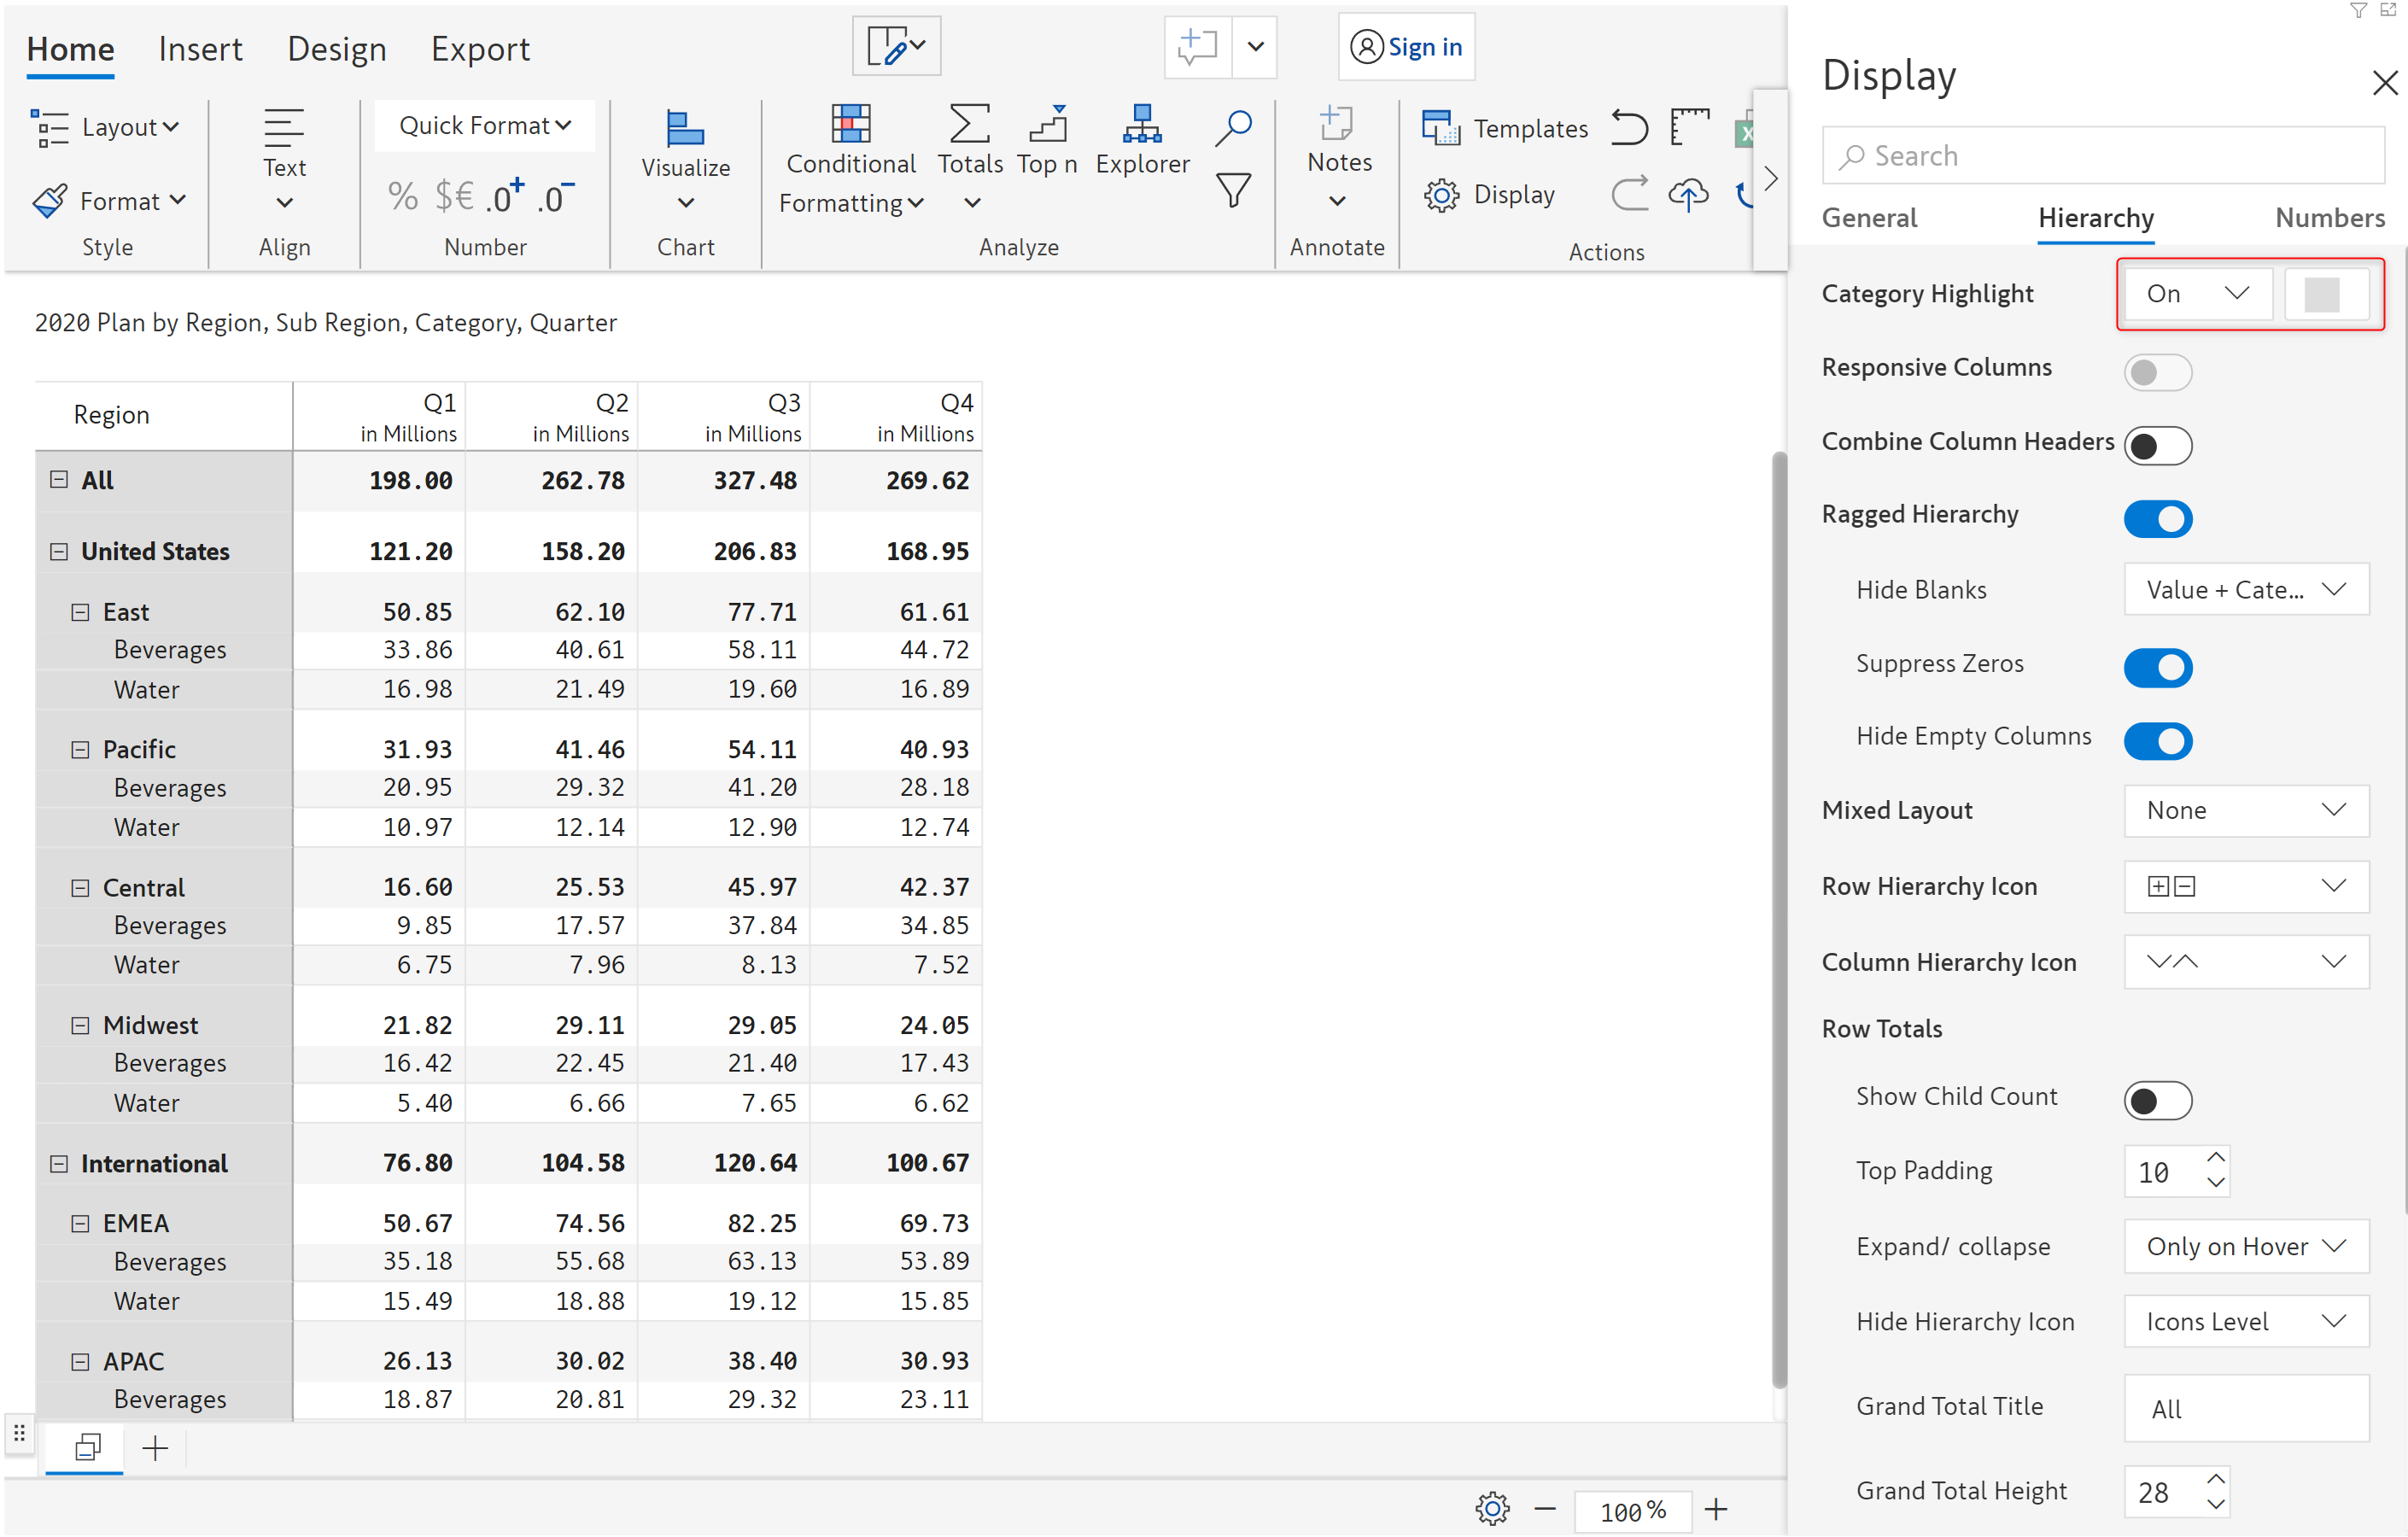 Home Insert Design Export Sign in
Layout
Format
Style
Text
Align
Quick Format
% $€ .0+ .0−
Number
Visualize
Chart
Conditional Formatting
Totals
Top n
Explorer
Analyze
Notes
Annotate
Templates
Display
X
Actions
2020 Plan by Region, Sub Region, Category, Quarter
Region Q1 Q2 Q3 Q4
in Millions in Millions in Millions in Millions
All 198.00 262.78 327.48 269.62
United States 121.20 158.20 206.83 168.95
East 50.85 62.10 77.71 61.61
Beverages 33.86 40.61 58.11 44.72
Water 16.98 21.49 19.60 16.89
Pacific 31.93 41.46 54.11 40.93
Beverages 20.95 29.32 41.20 28.18
Water 10.97 12.14 12.90 12.74
Central 16.60 25.53 45.97 42.37
Beverages 9.85 17.57 37.84 34.85
Water 6.75 7.96 8.13 7.52
Midwest 21.82 29.11 29.05 24.05
Beverages 16.42 22.45 21.40 17.43
Water 5.40 6.66 7.65 6.62
International 76.80 104.58 120.64 100.67
EMEA 50.67 74.56 82.25 69.73
Beverages 35.18 55.68 63.13 53.89
Water 15.49 18.88 19.12 15.85
APAC 26.13 30.02 38.40 30.93
Beverages 18.87 20.81 29.32 23.11
100 %
Display
Search
General Hierarchy Numbers
Category Highlight On
Responsive Columns
Combine Column Headers
Ragged Hierarchy
Hide Blanks Value + Cate...
Suppress Zeros
Hide Empty Columns
Mixed Layout None
Row Hierarchy Icon
Column Hierarchy Icon
Row Totals
Show Child Count
Top Padding 10
Expand/ collapse Only on Hover
Hide Hierarchy Icon Icons Level
Grand Total Title All
Grand Total Height 28